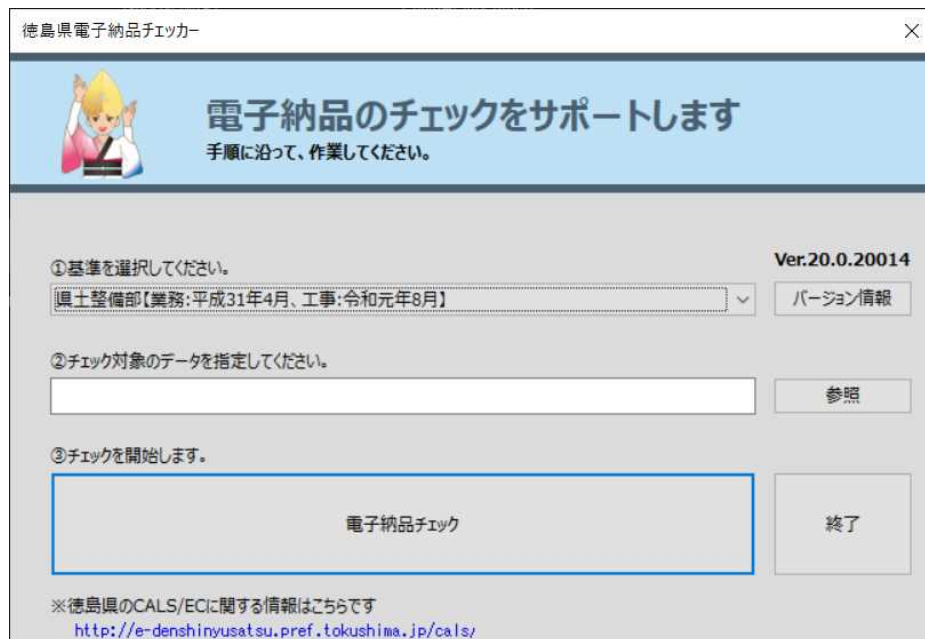 徳島県電子納品チェッカー
電子納品のチェックをサポートします
手順に沿って、作業してください。
Ver.20.0.20014
①基準を選択してください。
県土整備部【業務:平成31年4月、工事:令和元年8月】
バージョン情報
②チェック対象のデータを指定してください。
参照
③チェックを開始します。
電子納品チェック
終了
※徳島県のCALS/ECに関する情報はこちらです
http://e-denshinyusatsu.pref.tokushima.jp/cals/